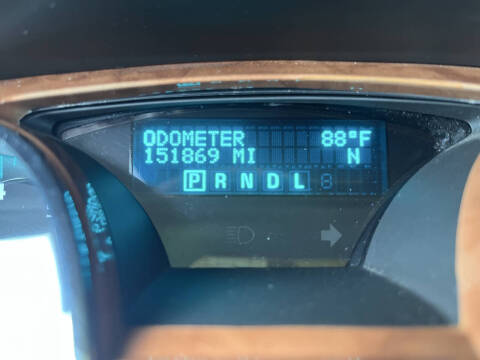 ODOMETER 88°F
151869 MI N
P R N D L